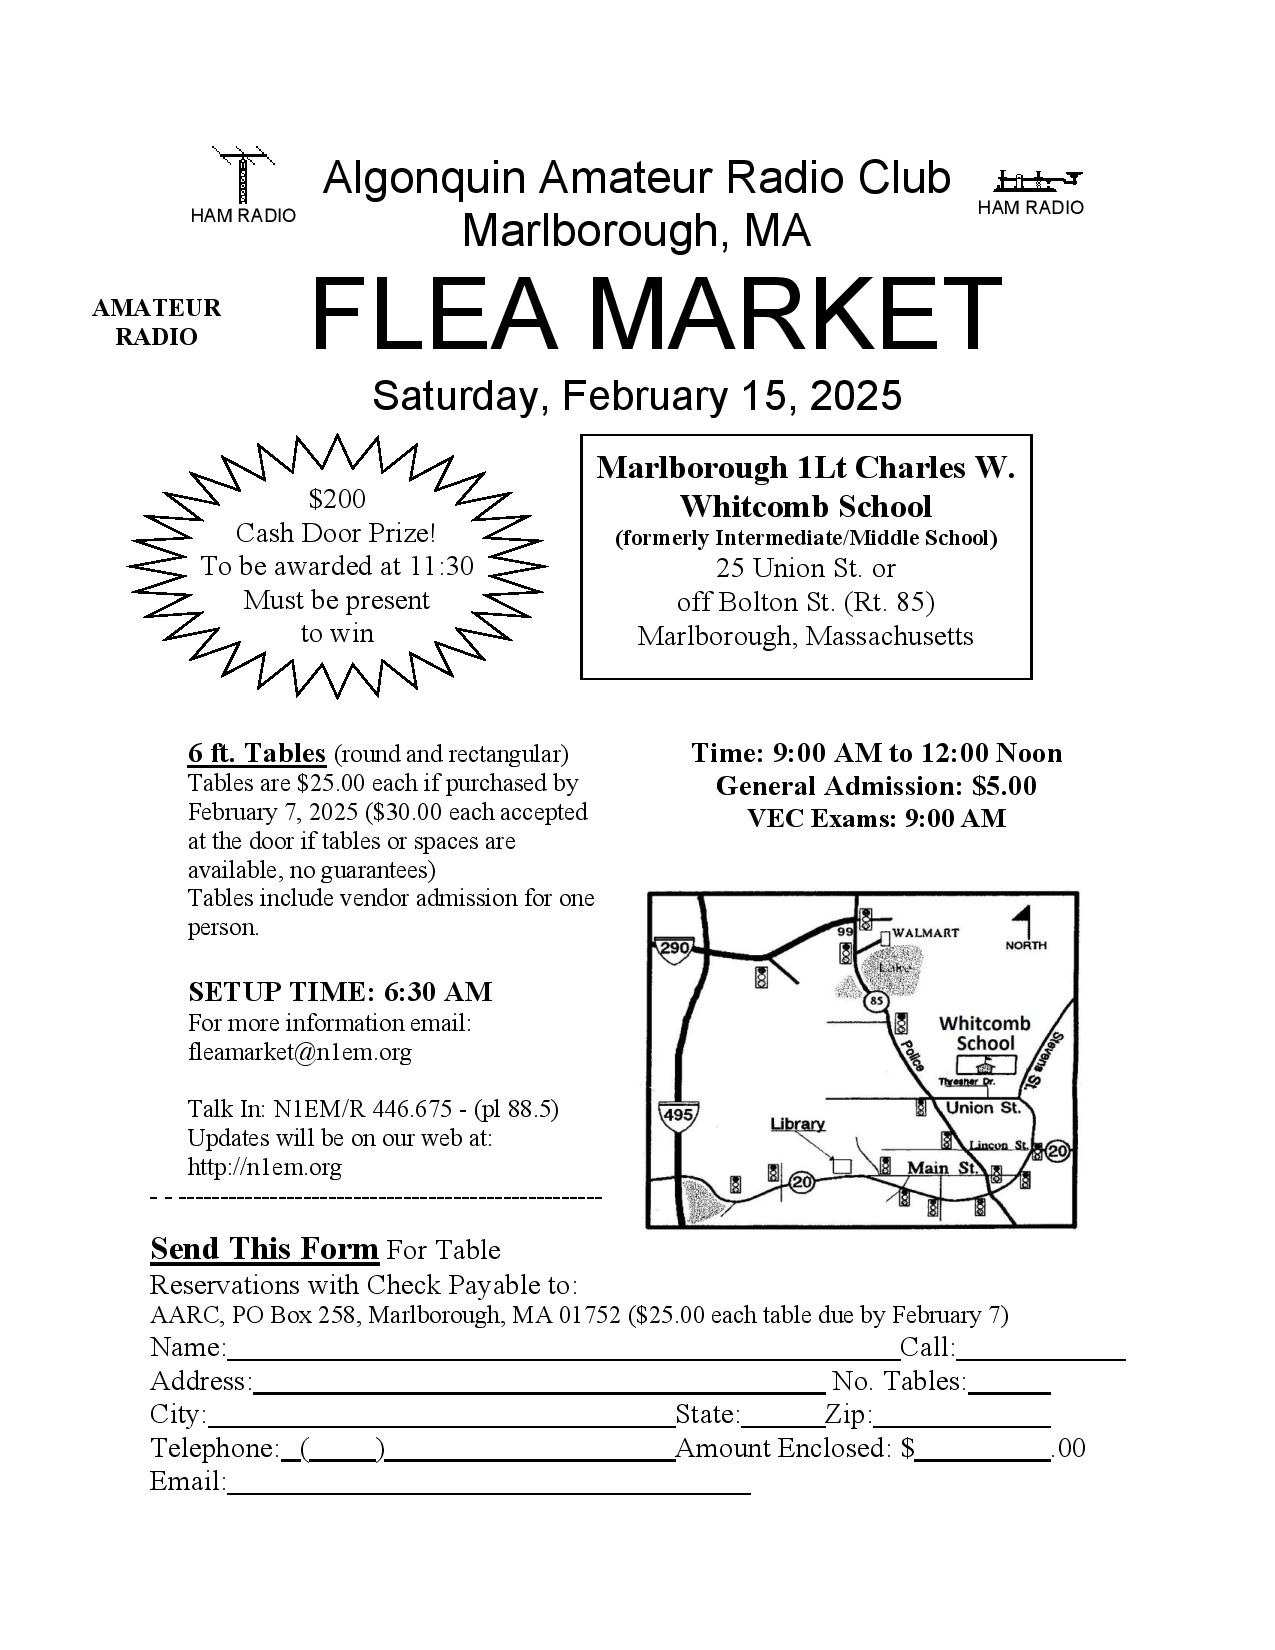 HAM RADIO
Algonquin Amateur Radio Club
Marlborough, MA
HAM RADIO
AMATEUR
RADIO
FLEA MARKET
Saturday, February 15, 2025
$200
Cash Door Prize!
To be awarded at 11:30
Must be present
to win
Marlborough 1Lt Charles W.
Whitcomb School
(formerly Intermediate/Middle School)
25 Union St. or
off Bolton St. (Rt. 85)
Marlborough, Massachusetts
6 ft. Tables (round and rectangular)
Tables are $25.00 each if purchased by
February 7, 2025 ($30.00 each accepted
at the door if tables or spaces are
available, no guarantees)
Tables include vendor admission for one
person.
SETUP TIME: 6:30 AM
For more information email:
fleamarket@n1em.org
Talk In: N1EM/R 446.675 - (pl 88.5)
Updates will be on our web at:
http://n1em.org
Time: 9:00 AM to 12:00 Noon
General Admission: $5.00
VEC Exams: 9:00 AM
290
99
WALMART
NORTH
Lake
85
Police
Whitcomb
School
Stevens St.
Thresher Dr.
Union St.
495
Library
Lincon St.
20
Main St.
20
Send This Form For Table
Reservations with Check Payable to:
AARC, PO Box 258, Marlborough, MA 01752 ($25.00 each table due by February 7)
Name:________ Call:________
Address:________ No. Tables:________
City:________ State:________ Zip:________
Telephone: (____)________ Amount Enclosed: $________.00
Email:________